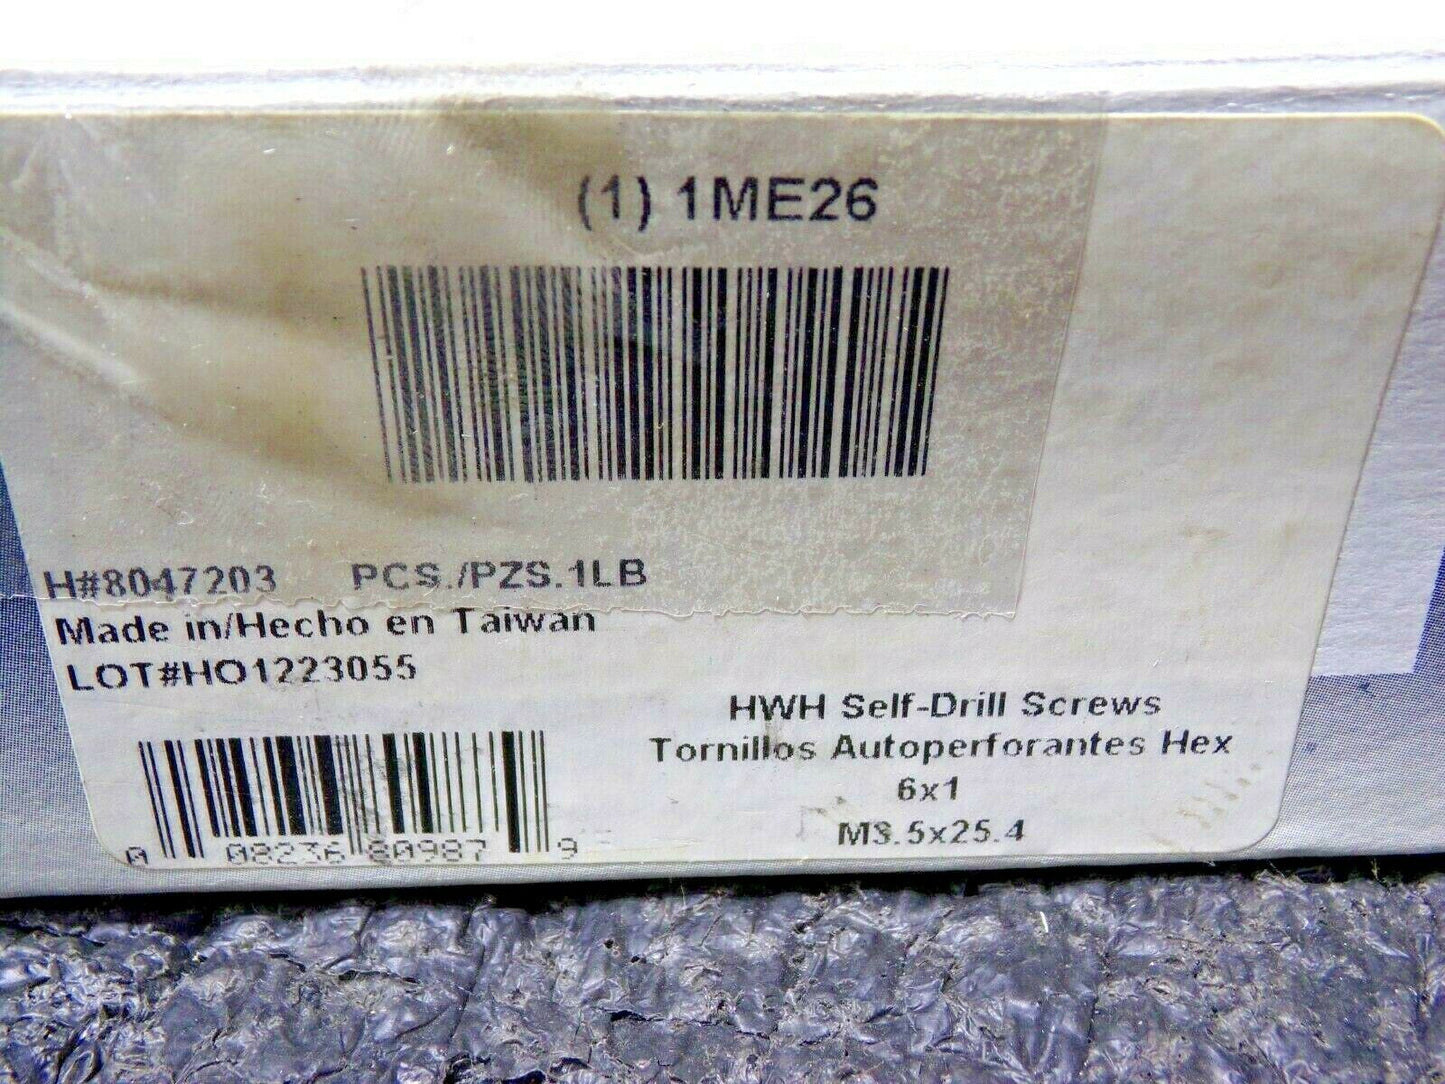 (1) 1ME26
H#8047203 PCS./PZS.1LB
Made in/Hecho en Taiwan
LOT#HO1223055
HWH Self-Drill Screws
Tornillos Autoperforantes Hex
6x1
M3.5x25.4
0 08236 80987 9